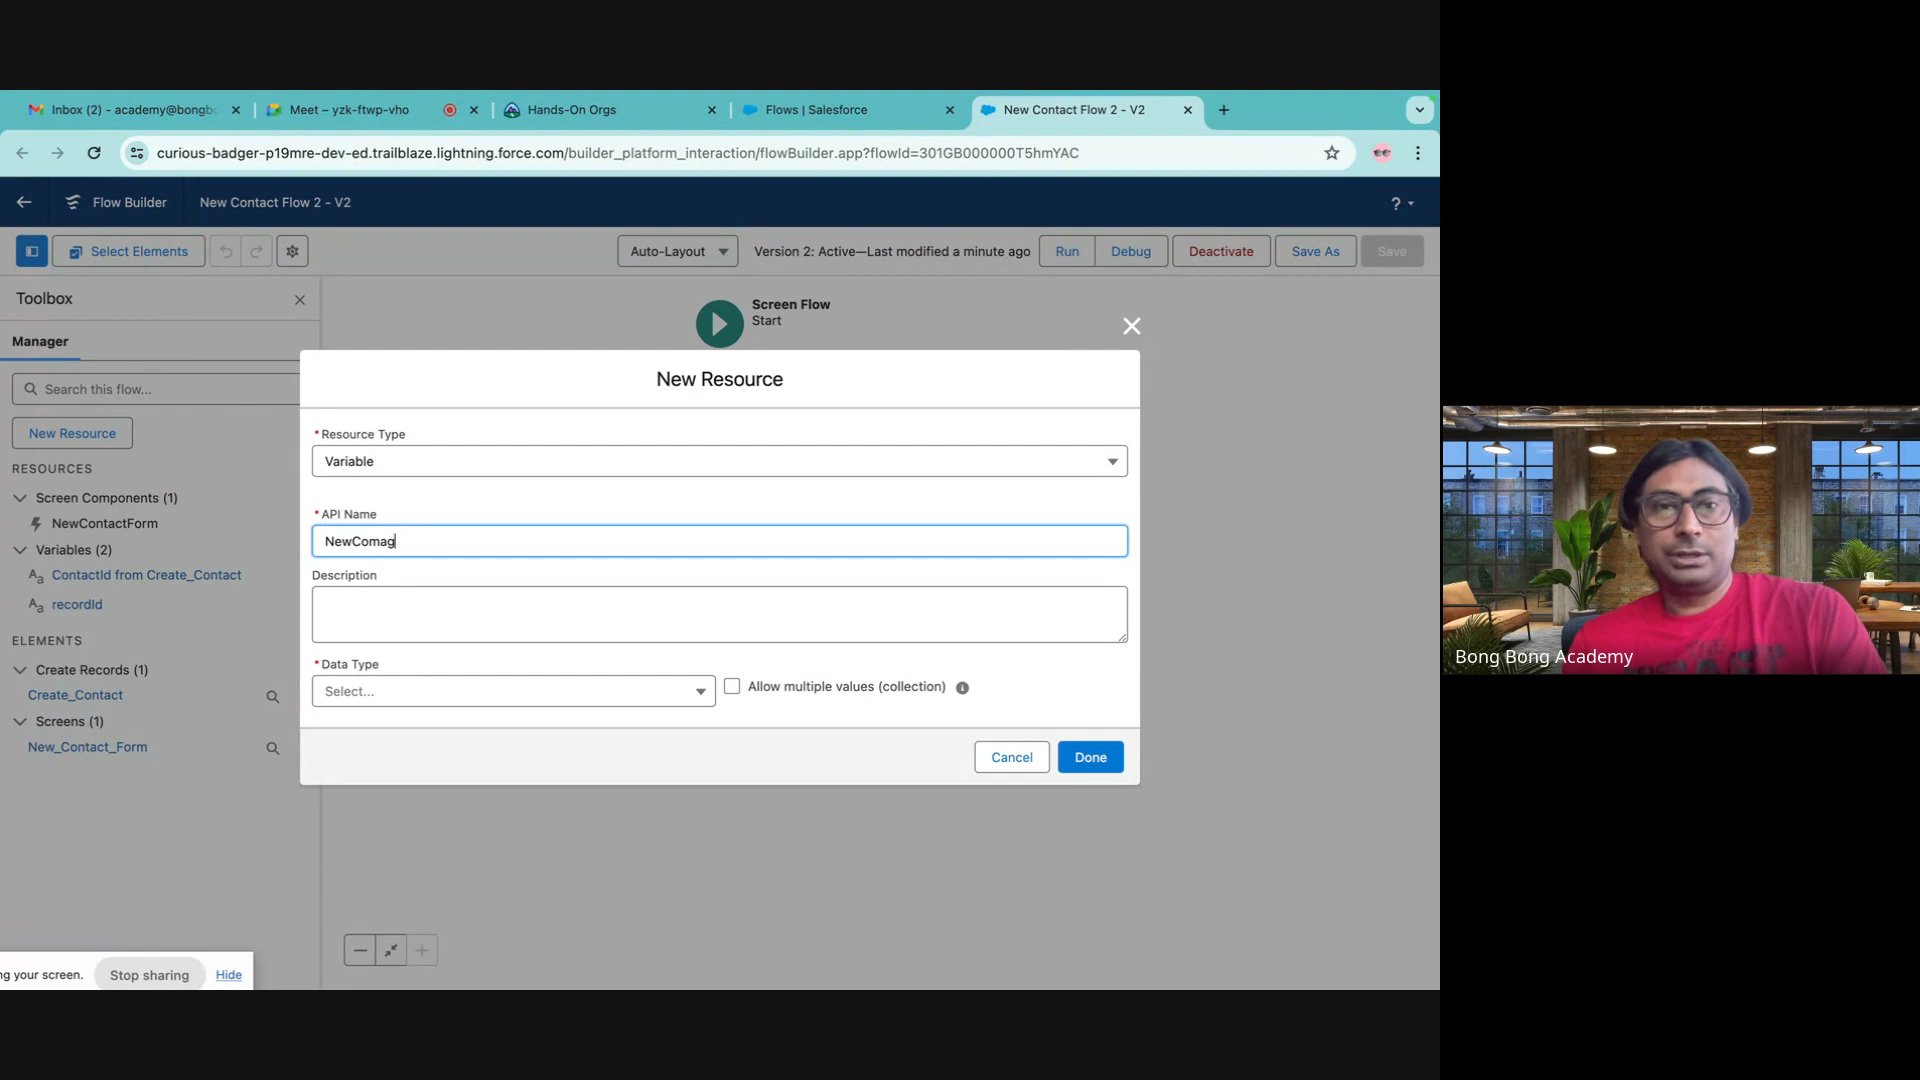 Inbox (2) - academy@bongbo
Meet – yzk-ftwp-vho
Hands-On Orgs
Flows | Salesforce
New Contact Flow 2 - V2
curious-badger-p19mre-dev-ed.trailblaze.lightning.force.com/builder_platform_interaction/flowBuilder.app?flowId=301GB000000T5hmYAC
Flow Builder
New Contact Flow 2 - V2
?
Select Elements
Auto-Layout
Version 2: Active—Last modified a minute ago
Run
Debug
Deactivate
Save As
Save
Toolbox
Manager
Search this flow...
New Resource
RESOURCES
Screen Components (1)
NewContactForm
Variables (2)
Aa ContactId from Create_Contact
Aa recordId
ELEMENTS
Create Records (1)
Create_Contact
Screens (1)
New_Contact_Form
Screen Flow
Start
New Resource
* Resource Type
Variable
* API Name
NewComag
Description
* Data Type
Select...
Allow multiple values (collection)
Cancel
Done
ng your screen.
Stop sharing
Hide
Bong Bong Academy